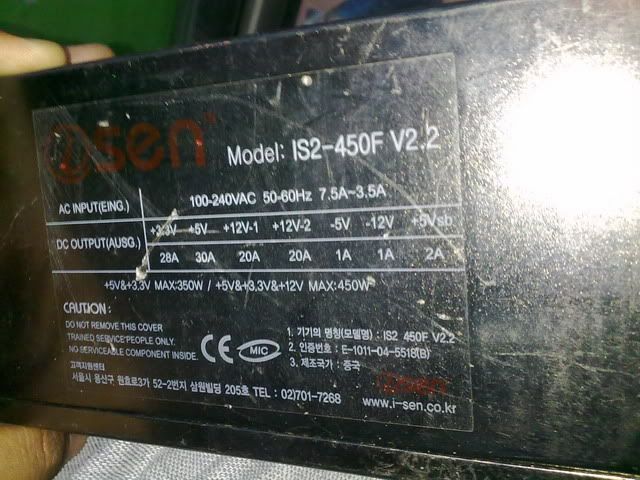 isen
Model: IS2-450F V2.2
AC INPUT(EING.) 100-240VAC 50-60Hz 7.5A-3.5A
DC OUTPUT(AUSG.) +3.3V +5V +12V-1 +12V-2 -5V -12V +5Vsb
28A 30A 20A 20A 1A 1A 2A
+5V&+3.3V MAX:350W / +5V&+3.3V&+12V MAX:450W
CAUTION:
DO NOT REMOVE THIS COVER
TRAINED SERVICE PEOPLE ONLY.
NO SERVICEABLE COMPONENT INSIDE.
CE MIC
1. 기기의 명칭(모델명) : IS2 450F V2.2
2. 인증번호 : E-1011-04-5518(B)
3. 제조국가 : 중국
고객지원센터
서울시 용산구 원효로3가 52-2번지 삼원빌딩 205호 TEL : 02)701-7268
isen
www.i-sen.co.kr